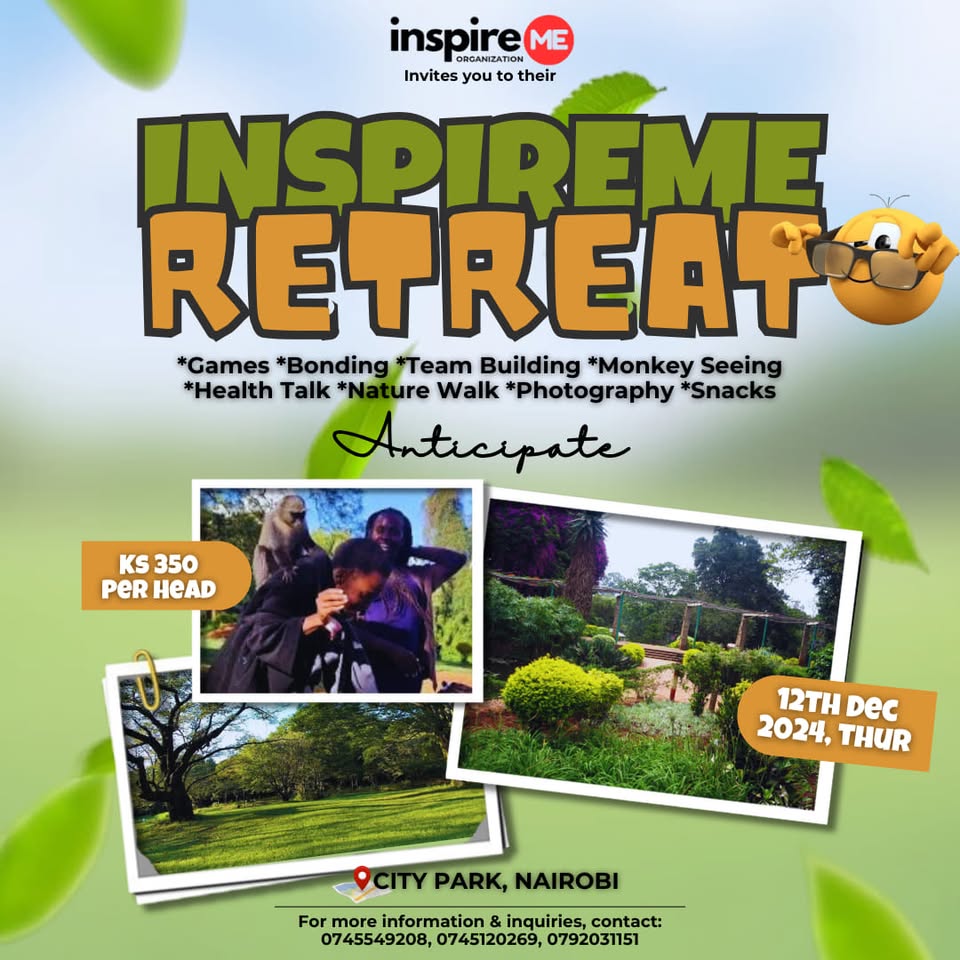 inspire ME
ORGANIZATION
Invites you to their
INSPIREME
RETREAT
*Games *Bonding *Team Building *Monkey Seeing
*Health Talk *Nature Walk *Photography *Snacks
Anticipate
KS 350
Per Head
12th Dec
2024, Thur
CITY PARK, NAIROBI
For more information & inquiries, contact:
0745549208, 0745120269, 0792031151